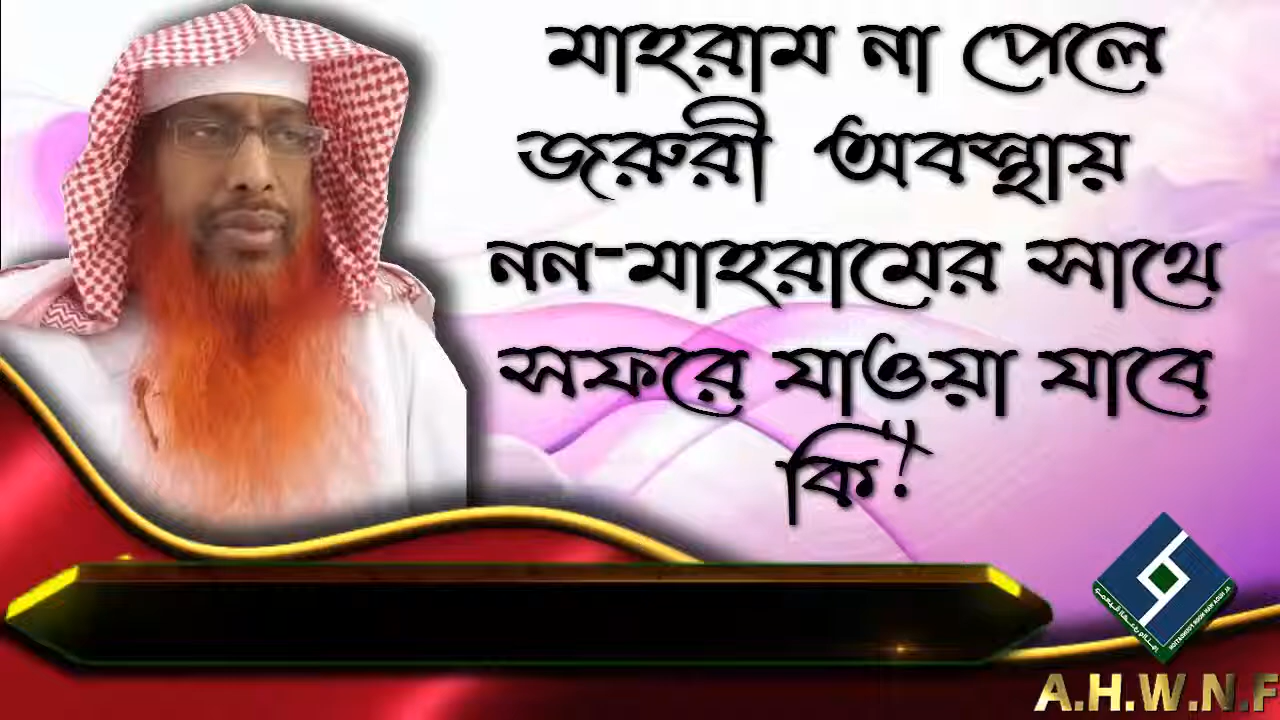 মাহরাম না পেলে
জরুরী অবস্থায়
নন-মাহরামের সাথে
সফরে যাওয়া যাবে
কি!
A.H.W.N.F